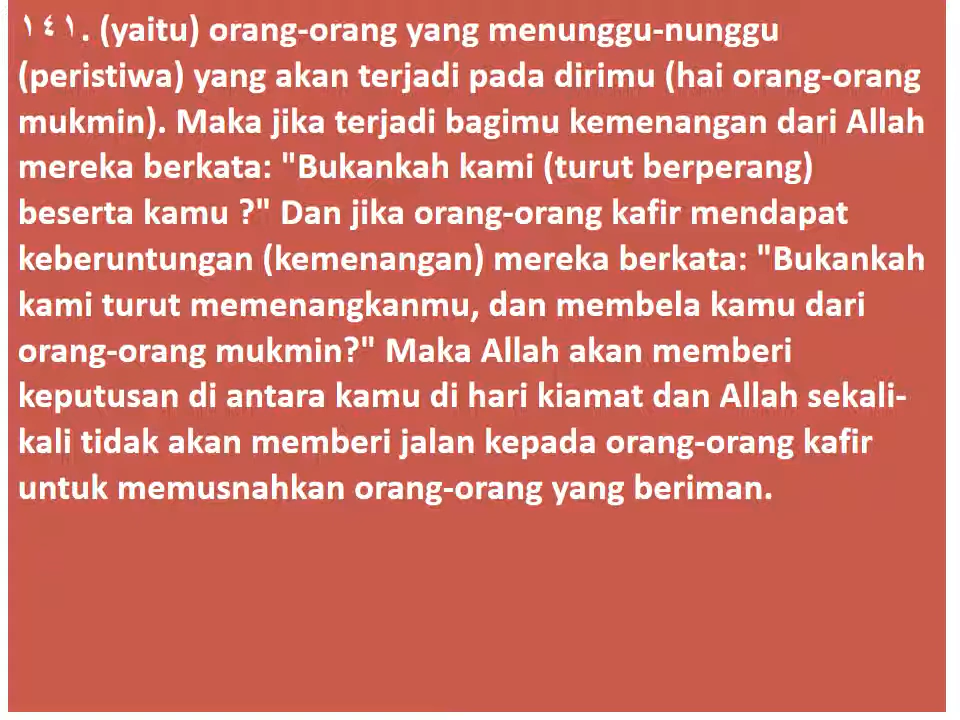 ١٤١. (yaitu) orang-orang yang menunggu-nunggu
(peristiwa) yang akan terjadi pada dirimu (hai orang-orang
mukmin). Maka jika terjadi bagimu kemenangan dari Allah
mereka berkata: "Bukankah kami (turut berperang)
beserta kamu ?" Dan jika orang-orang kafir mendapat
keberuntungan (kemenangan) mereka berkata: "Bukankah
kami turut memenangkanmu, dan membela kamu dari
orang-orang mukmin?" Maka Allah akan memberi
keputusan di antara kamu di hari kiamat dan Allah sekali-
kali tidak akan memberi jalan kepada orang-orang kafir
untuk memusnahkan orang-orang yang beriman.